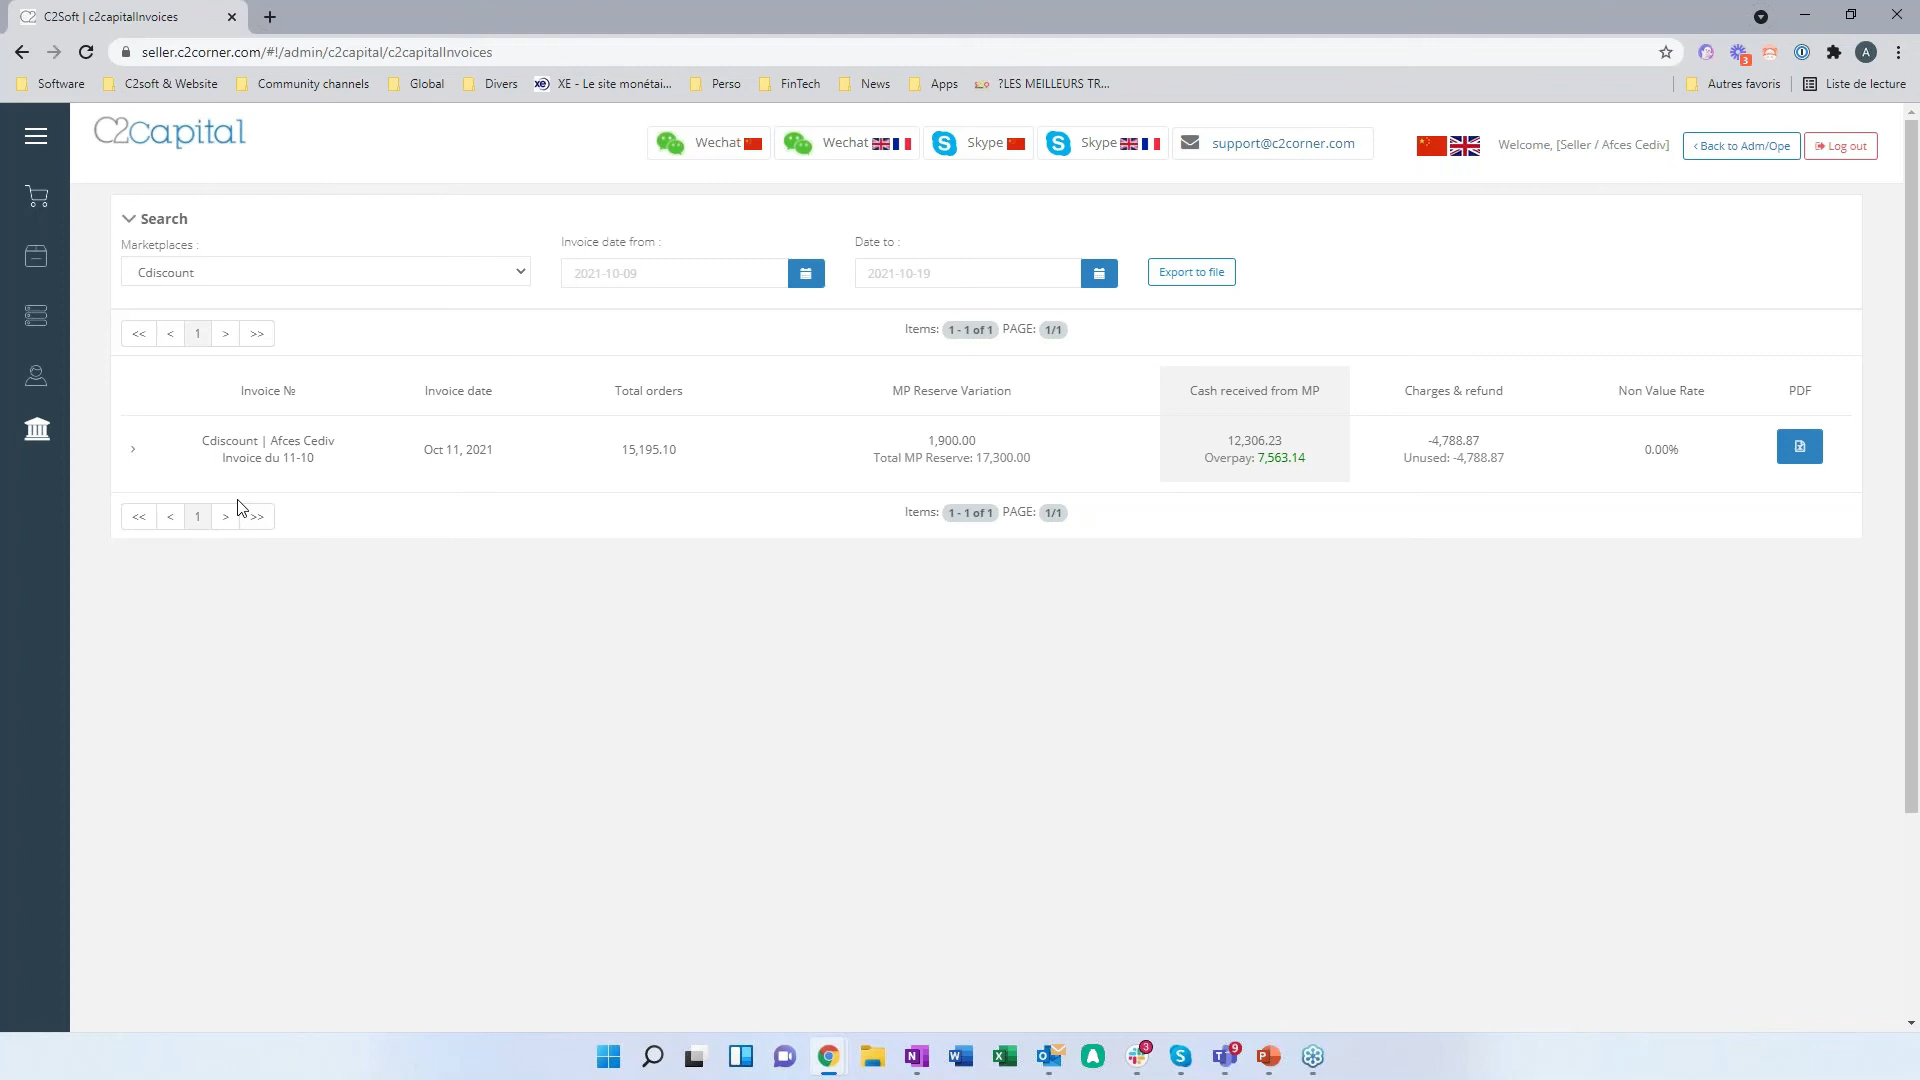 C2 C2Soft | c2capitalInvoices
seller.c2corner.com/#!/admin/c2capital/c2capitalInvoices
A
3
Software C2soft & Website Community channels Global Divers XE - Le site monétai... Perso FinTech News Apps ?LES MEILLEURS TR... Autres favoris Liste de lecture
C2capital
Wechat Wechat Skype Skype support@c2corner.com Welcome, [Seller / Afces Cediv] < Back to Adm/Ope Log out
Search
Marketplaces : Invoice date from : Date to :
Cdiscount 2021-10-09 2021-10-19 Export to file
<< < 1 > >> Items: 1 - 1 of 1 PAGE: 1/1
Invoice № Invoice date Total orders MP Reserve Variation Cash received from MP Charges & refund Non Value Rate PDF
Cdiscount | Afces Cediv
Invoice du 11-10
Oct 11, 2021
15,195.10
1,900.00
Total MP Reserve: 17,300.00
12,306.23
Overpay: 7,563.14
-4,788.87
Unused: -4,788.87
0.00%
<< < 1 > >> Items: 1 - 1 of 1 PAGE: 1/1
3
9